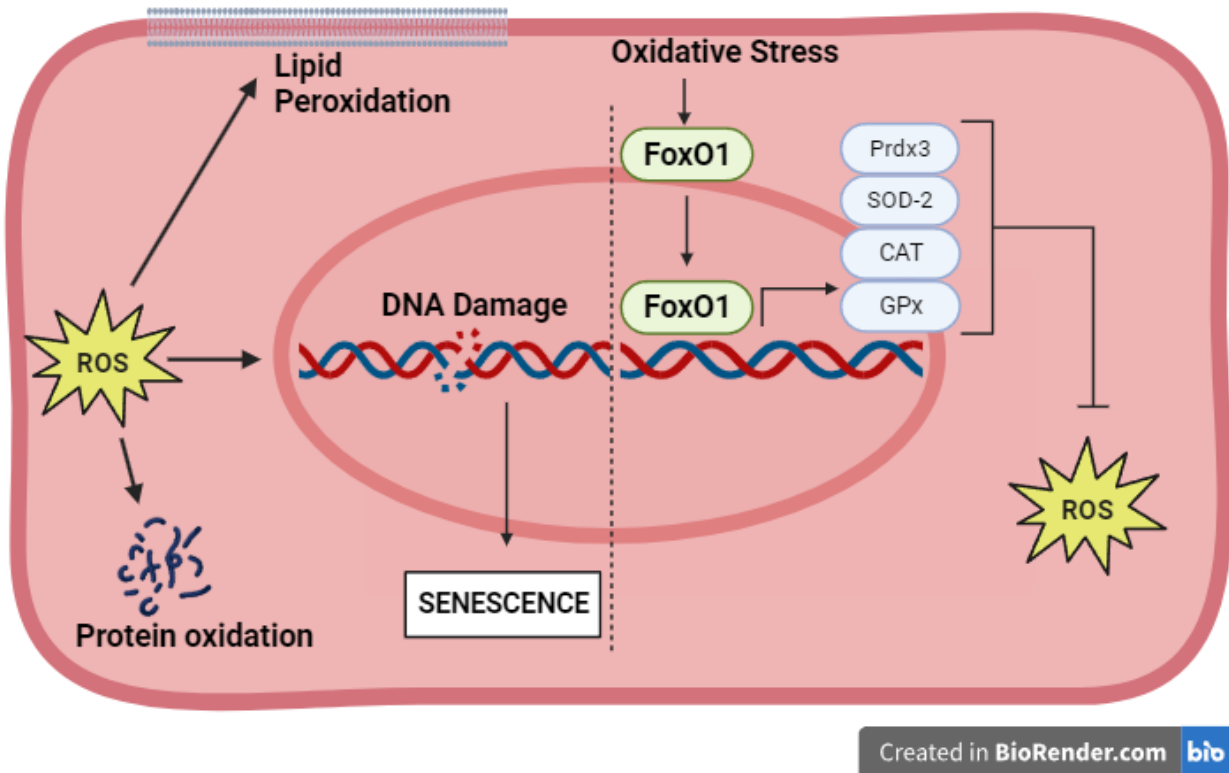 Lipid
Peroxidation
Oxidative Stress
FoxO1
Prdx3
SOD-2
CAT
GPx
FoxO1
DNA Damage
ROS
ROS
SENESCENCE
Protein oxidation
Created in BioRender.com bio